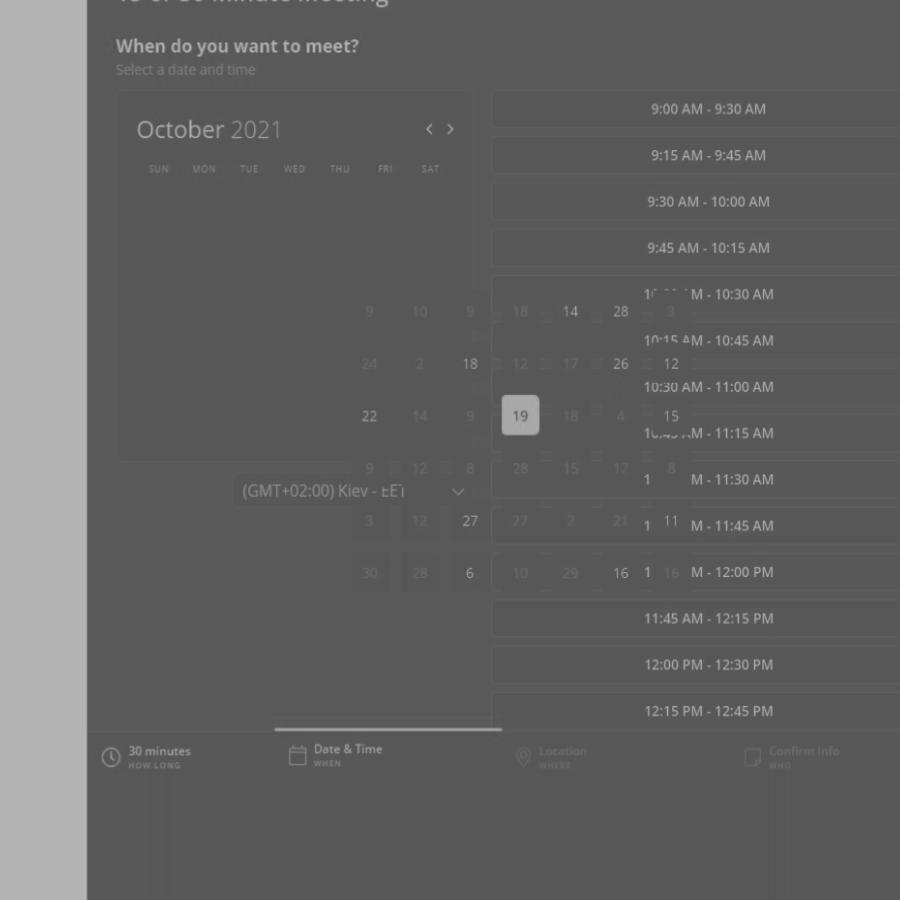 When do you want to meet?
Select a date and time
October 2021
SUN MON TUE WED THU FRI SAT
9:00 AM - 9:30 AM
9:15 AM - 9:45 AM
9:30 AM - 10:00 AM
9:45 AM - 10:15 AM
M - 10:30 AM
9 10 9 18 14 28 3
10:15 AM - 10:45 AM
24 2 18 12 17 26 12
10:30 AM - 11:00 AM
22 14 9 19 18 4 15
10:45 AM - 11:15 AM
9 12 8 28 15 17 8
1 M - 11:30 AM
(GMT+02:00) Kiev - EET
3 12 27 27 2 21 11
1 M - 11:45 AM
30 28 6 10 29 16 16
1 M - 12:00 PM
11:45 AM - 12:15 PM
12:00 PM - 12:30 PM
12:15 PM - 12:45 PM
30 minutes
HOW LONG
Date & Time
WHEN
Location
WHERE
Confirm Info
WHO